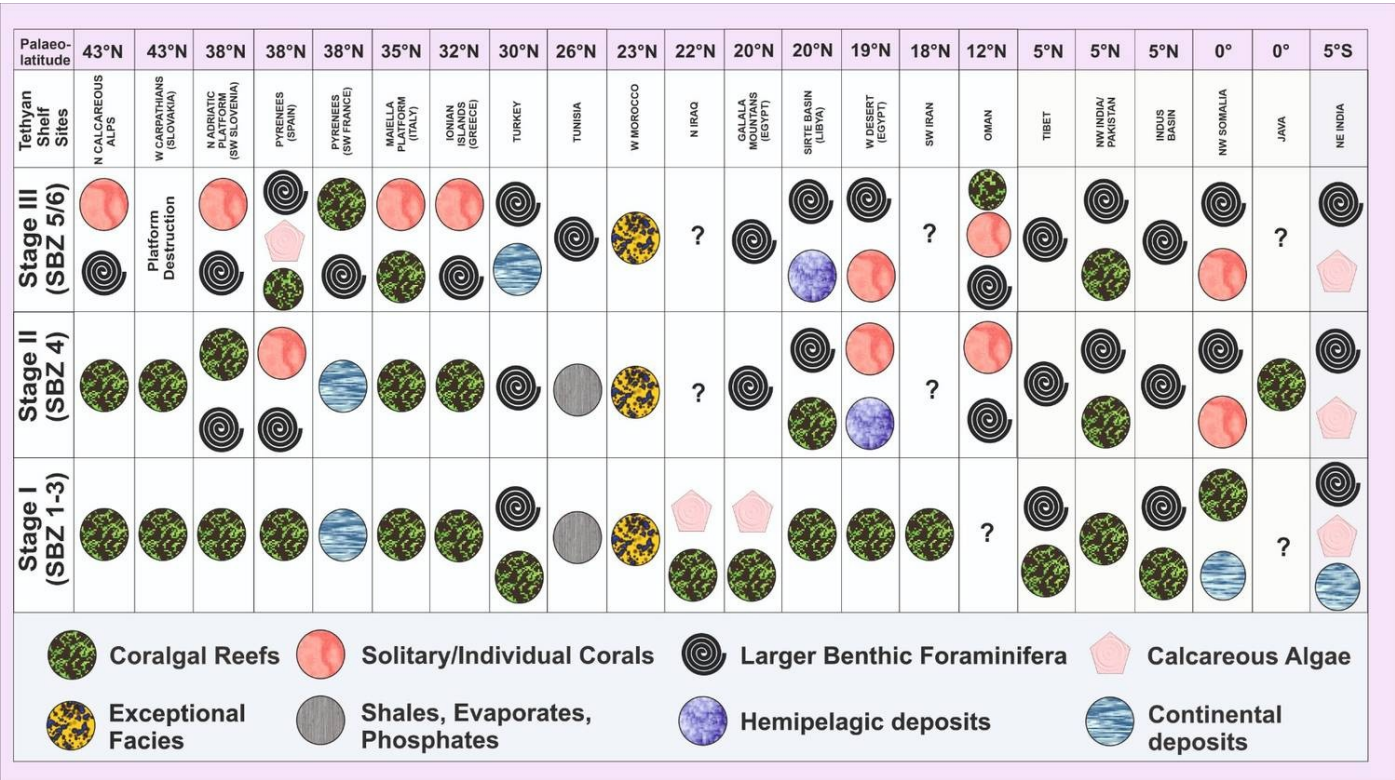 Palaeo-
latitude
43°N
43°N
38°N
38°N
38°N
35°N
32°N
30°N
26°N
23°N
22°N
20°N
20°N
19°N
18°N
12°N
5°N
5°N
5°N
0°
0°
5°S
Tethyan
Shelf
Sites
N CALCAREOUS
ALPS
W CARPATHIANS
(SLOVAKIA)
N ADRIATIC
PLATFORM
(SW SLOVENIA)
PYRENEES
(SPAIN)
PYRENEES
(SW FRANCE)
MAIELLA
PLATFORM
(ITALY)
IONIAN
ISLANDS
(GREECE)
TURKEY
TUNISIA
W MOROCCO
N IRAQ
GALALA
MOUNTANS
(EGYPT)
SIRTE BASIN
(LIBYA)
W DESERT
(EGYPT)
SW IRAN
OMAN
TIBET
NW INDIA/
PAKISTAN
INDUS
BASIN
NW SOMALIA
JAVA
NE INDIA
Stage III
(SBZ 5/6)
Platform
Destruction
?
?
?
Stage II
(SBZ 4)
?
?
Stage I
(SBZ 1-3)
?
?
Coralgal Reefs
Solitary/Individual Corals
Larger Benthic Foraminifera
Calcareous Algae
Exceptional
Facies
Shales, Evaporates,
Phosphates
Hemipelagic deposits
Continental
deposits